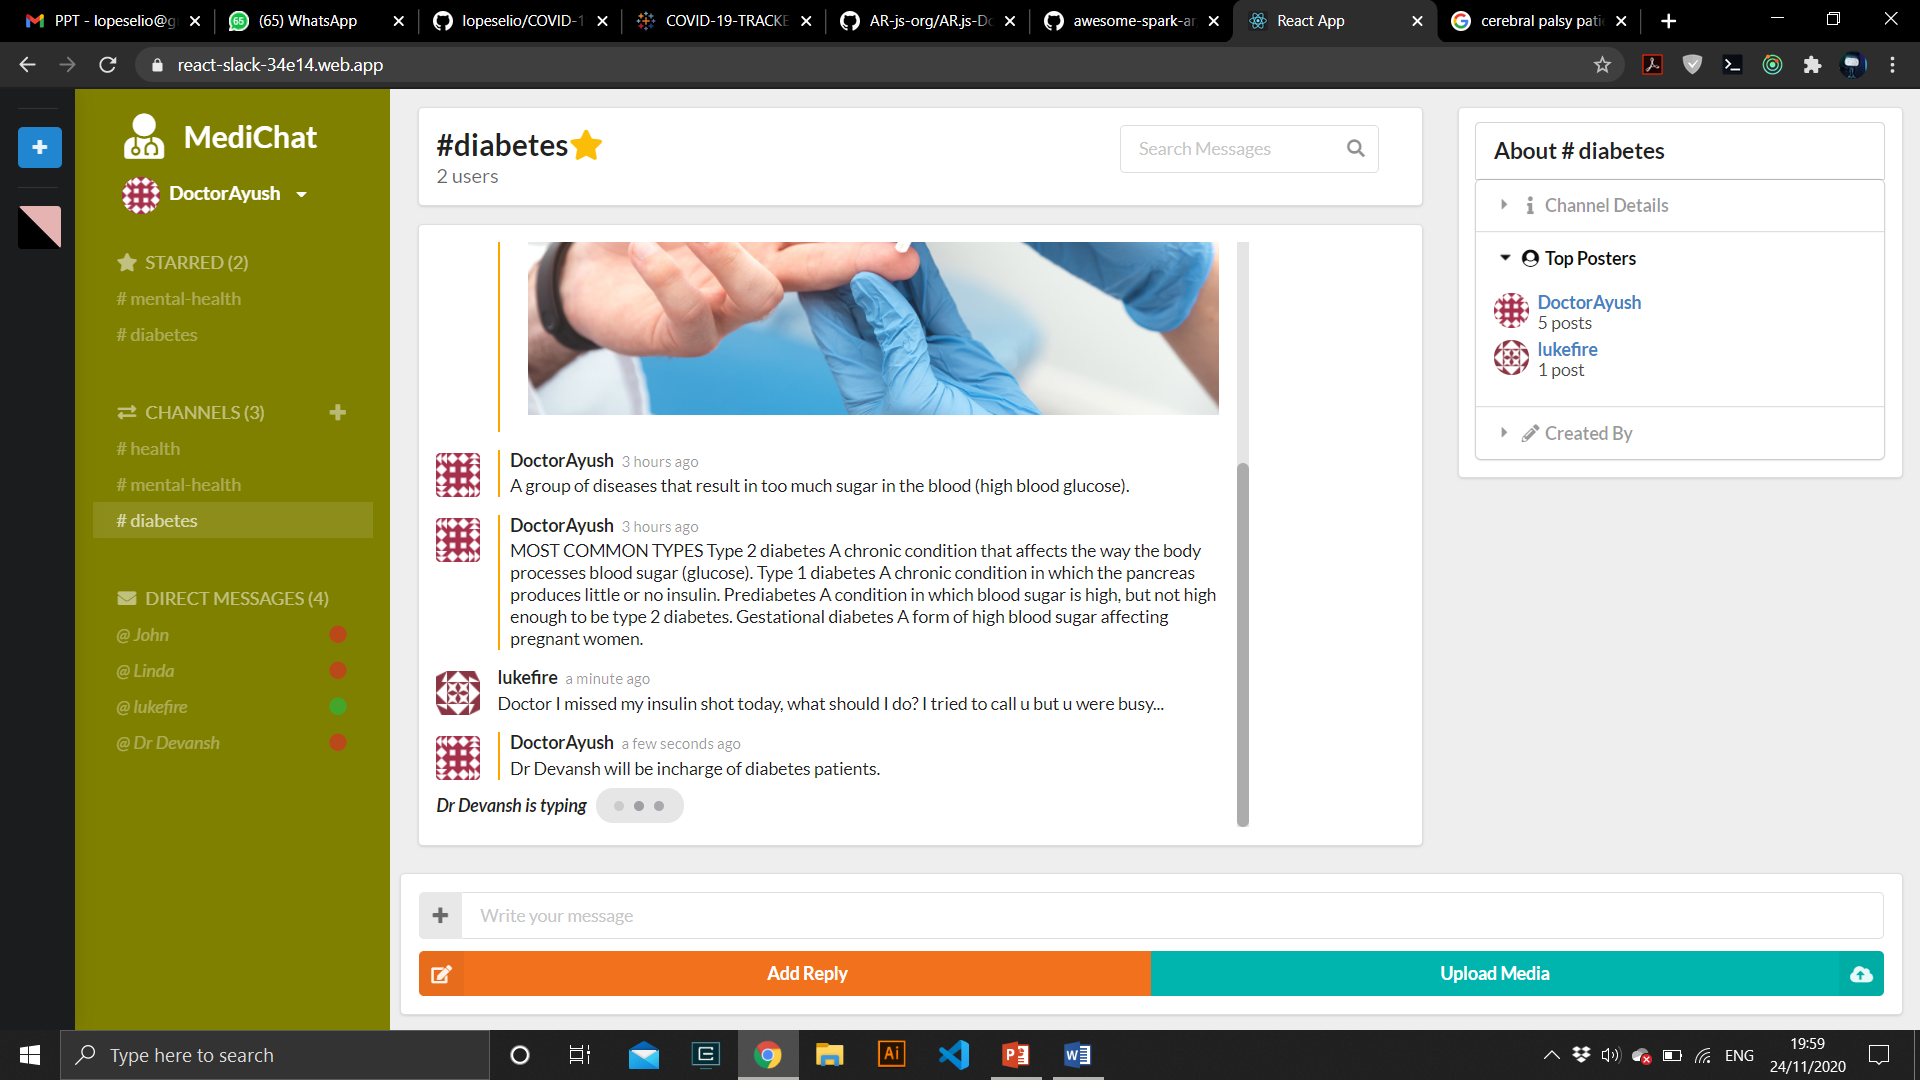 PPT - lopeselio@g
(65) WhatsApp
lopeselio/COVID-1
COVID-19-TRACKE
AR-js-org/AR.js-Do
awesome-spark-ar
React App
cerebral palsy pati
react-slack-34e14.web.app
MediChat
DoctorAyush
STARRED (2)
# mental-health
# diabetes
CHANNELS (3)
# health
# mental-health
# diabetes
DIRECT MESSAGES (4)
@ John
@ Linda
@ lukefire
@ Dr Devansh
#diabetes
2 users
Search Messages
DoctorAyush 3 hours ago
A group of diseases that result in too much sugar in the blood (high blood glucose).
DoctorAyush 3 hours ago
MOST COMMON TYPES Type 2 diabetes A chronic condition that affects the way the body
processes blood sugar (glucose). Type 1 diabetes A chronic condition in which the pancreas
produces little or no insulin. Prediabetes A condition in which blood sugar is high, but not high
enough to be type 2 diabetes. Gestational diabetes A form of high blood sugar affecting
pregnant women.
lukefire a minute ago
Doctor I missed my insulin shot today, what should I do? I tried to call u but u were busy...
DoctorAyush a few seconds ago
Dr Devansh will be incharge of diabetes patients.
Dr Devansh is typing
Write your message
Add Reply
Upload Media
About # diabetes
Channel Details
Top Posters
DoctorAyush
5 posts
lukefire
1 post
Created By
Type here to search
ENG
19:59
24/11/2020